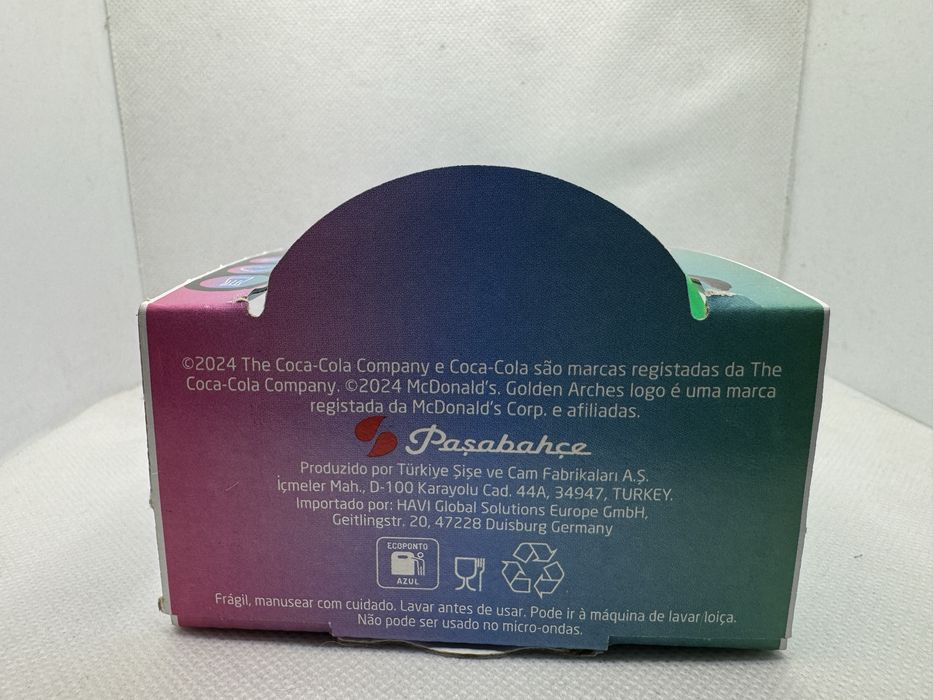 ©2024 The Coca-Cola Company e Coca-Cola são marcas registadas da The
Coca-Cola Company. ©2024 McDonald's. Golden Arches logo é uma marca
registada da McDonald's Corp. e afiliadas.
Paşabahçe
Produzido por Türkiye Şişe ve Cam Fabrikaları A.Ş.
İçmeler Mah., D-100 Karayolu Cad. 44A, 34947, TURKEY.
Importado por: HAVI Global Solutions Europe GmbH,
Geitlingstr. 20, 47228 Duisburg Germany
ECOPONTO
AZUL
Frágil, manusear com cuidado. Lavar antes de usar. Pode ir à máquina de lavar loiça.
Não pode ser usado no micro-ondas.